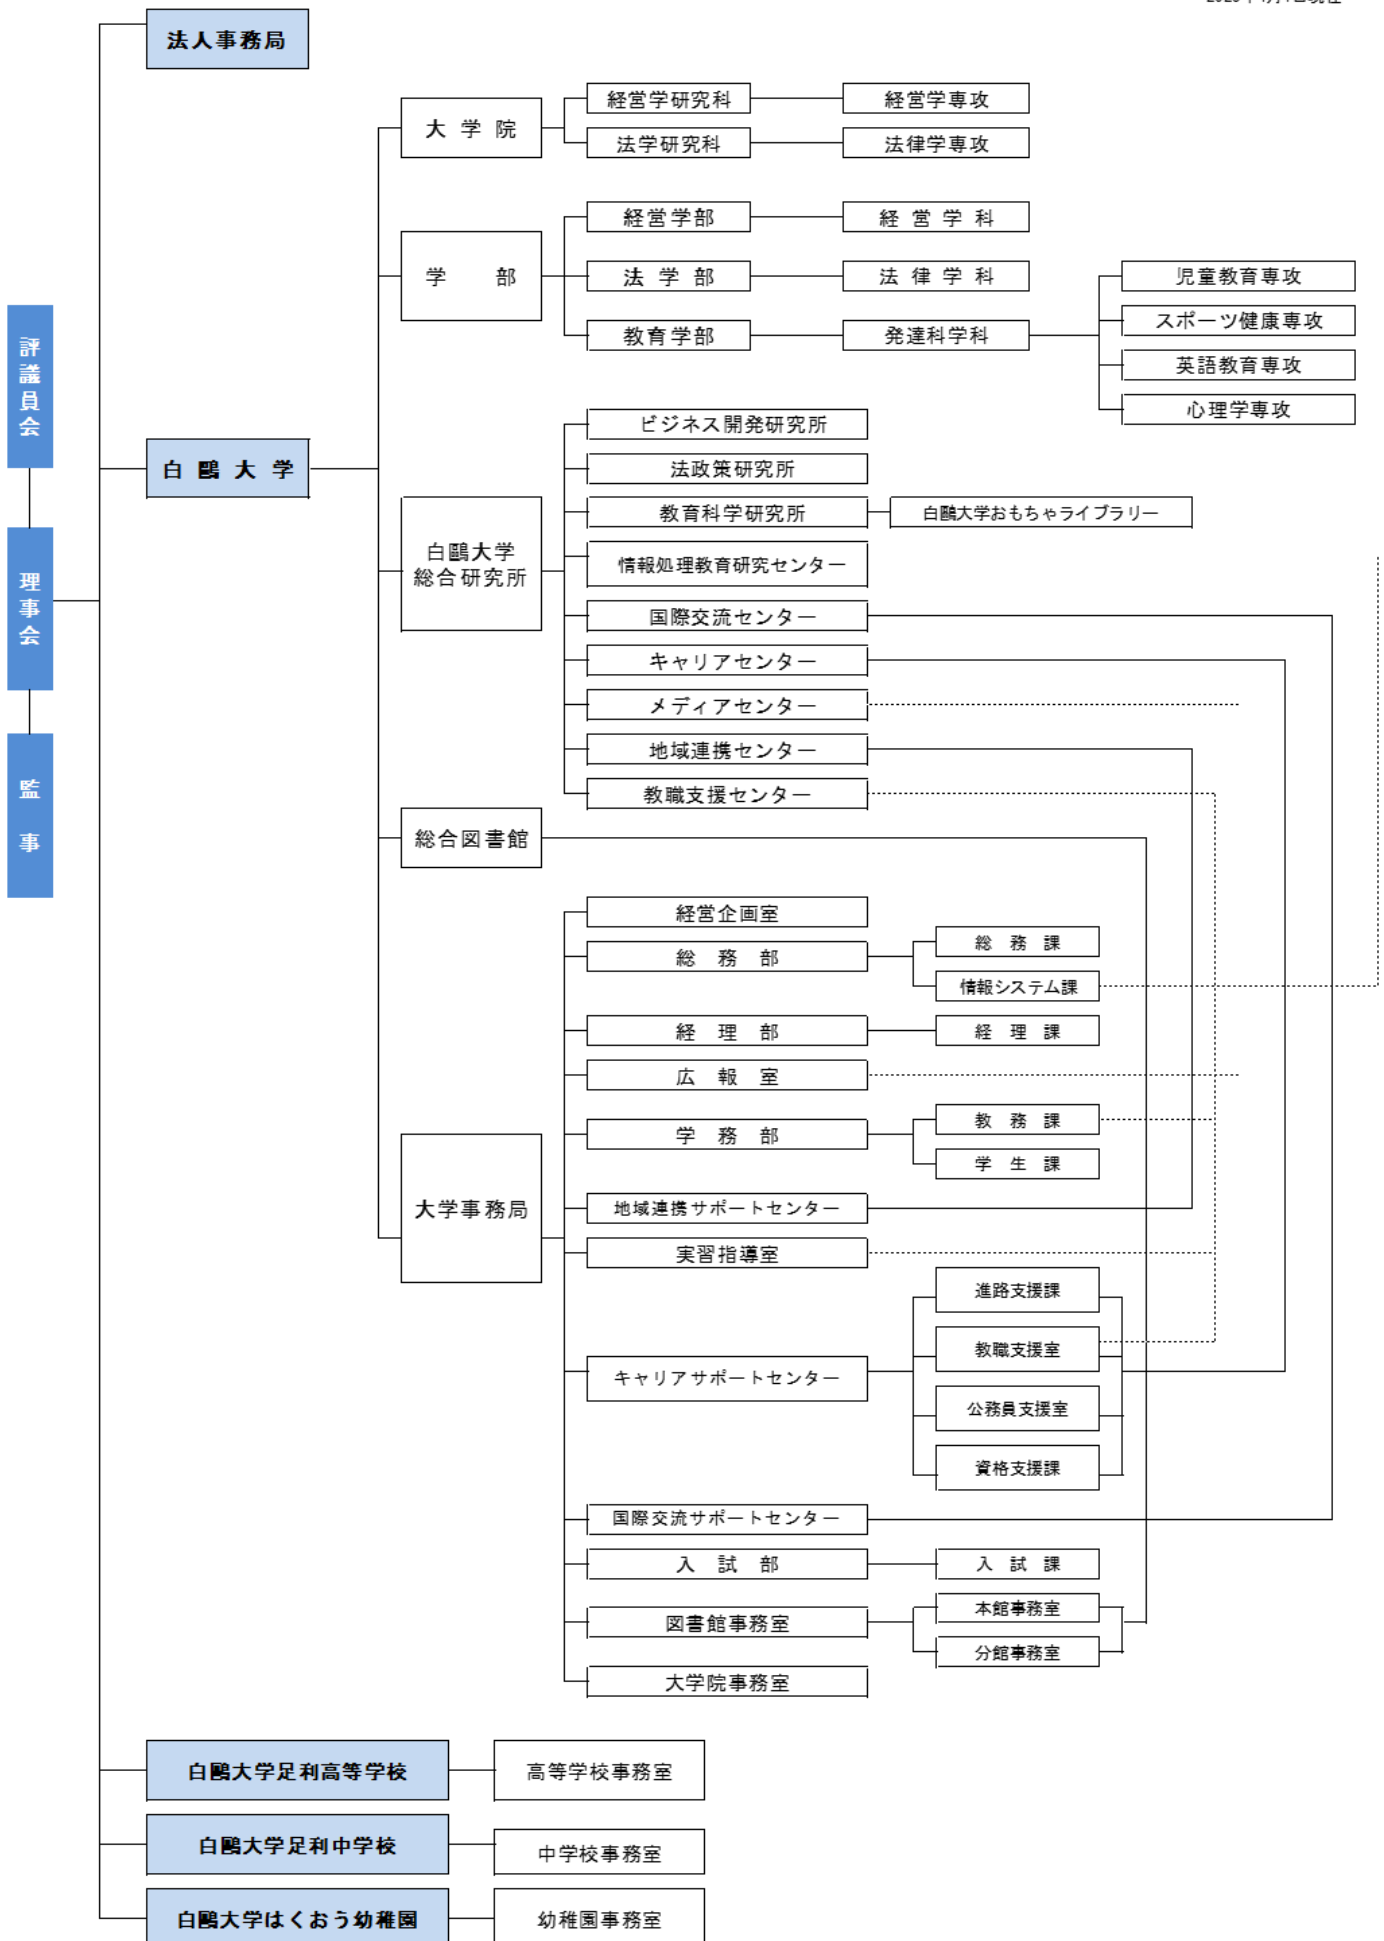 法人事務局
大学院
経営学研究科
経営学専攻
法学研究科
法律学専攻
学部
経営学部
経営学科
法学部
法律学科
教育学部
発達科学科
児童教育専攻
スポーツ健康専攻
英語教育専攻
心理学専攻
評議員会
理事会
監事
白鷗大学
白鷗大学
総合研究所
ビジネス開発研究所
法政策研究所
教育科学研究所
白鷗大学おもちゃライブラリー
情報処理教育研究センター
国際交流センター
キャリアセンター
メディアセンター
地域連携センター
教職支援センター
総合図書館
大学事務局
経営企画室
総務部
総務課
情報システム課
経理部
経理課
広報室
学務部
教務課
学生課
地域連携サポートセンター
実習指導室
キャリアサポートセンター
進路支援課
教職支援室
公務員支援室
資格支援課
国際交流サポートセンター
入試部
入試課
図書館事務室
本館事務室
分館事務室
大学院事務室
白鷗大学足利高等学校
高等学校事務室
白鷗大学足利中学校
中学校事務室
白鷗大学はくおう幼稚園
幼稚園事務室